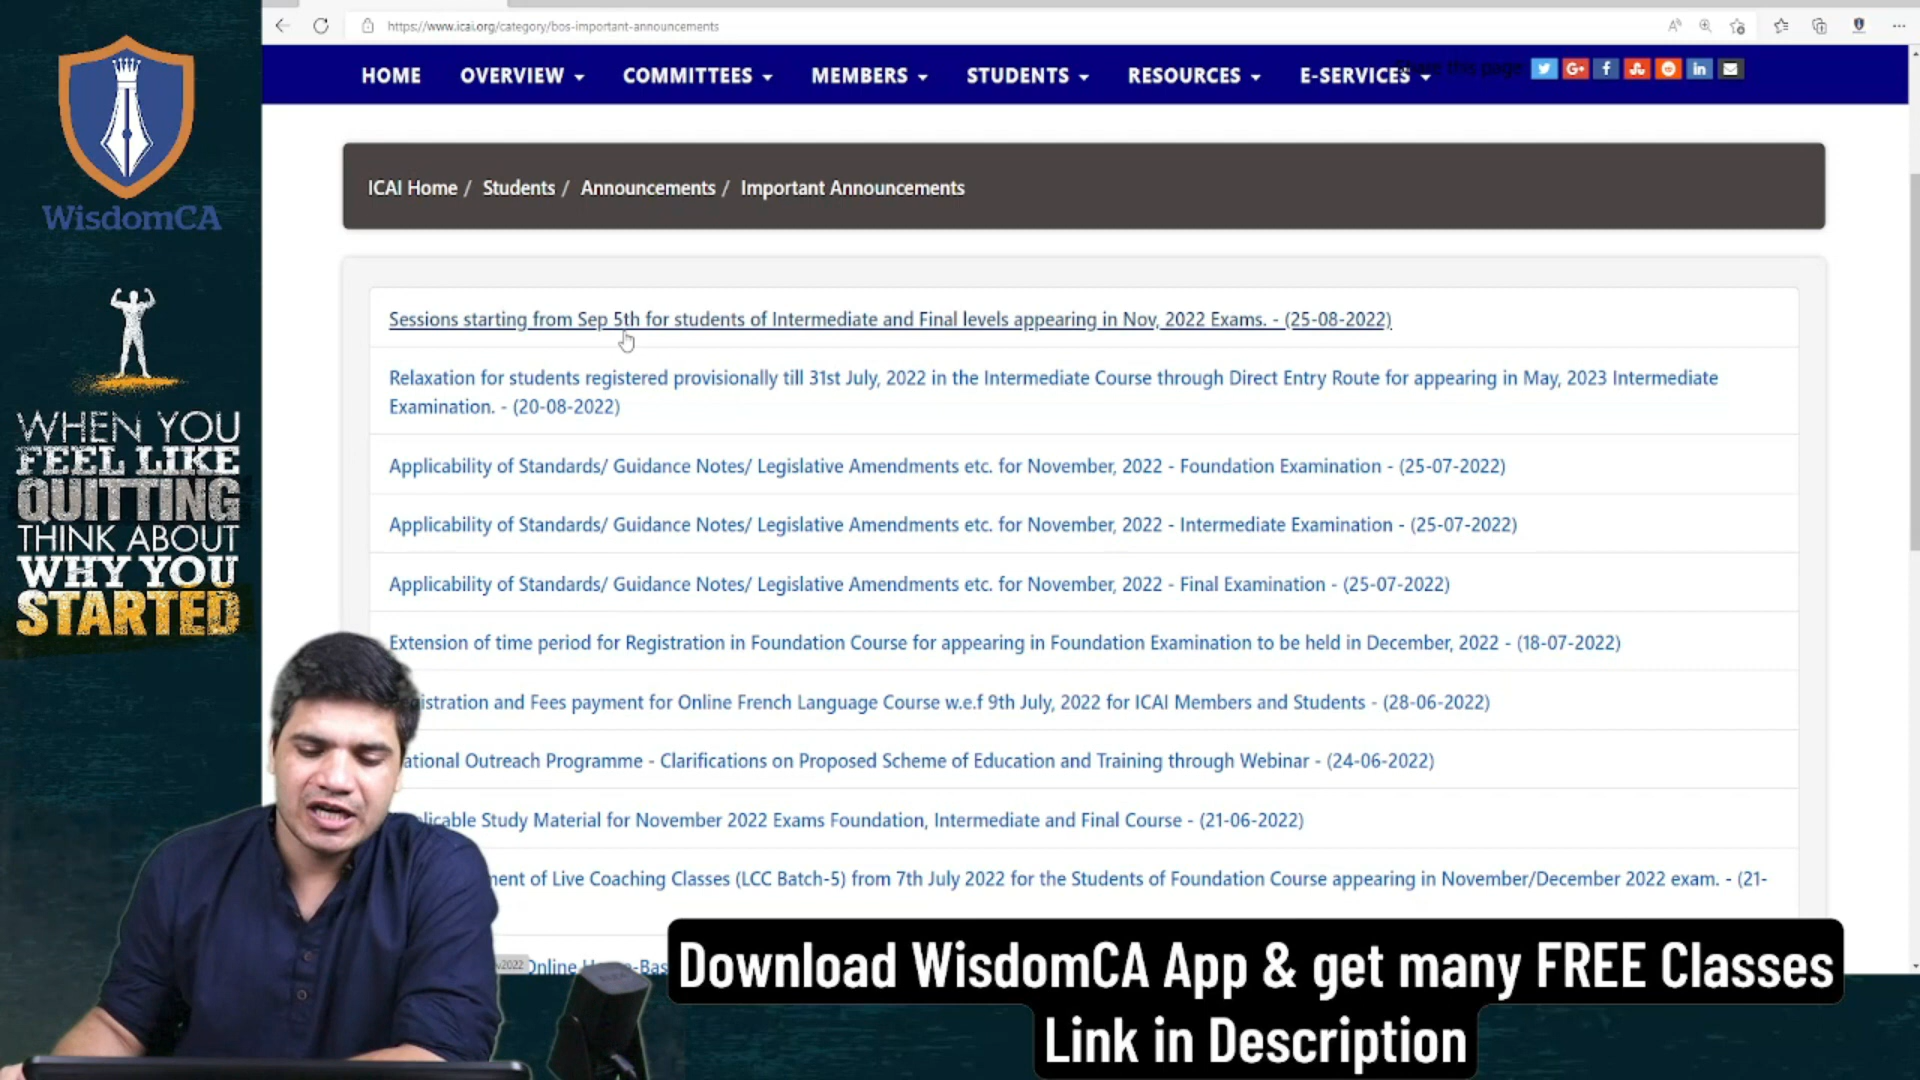 https://www.icai.org/category/bos-important-announcements
HOME OVERVIEW COMMITTEES MEMBERS STUDENTS RESOURCES E-SERVICES
Share this page:
WisdomCA
ICAI Home / Students / Announcements / Important Announcements
Sessions starting from Sep 5th for students of Intermediate and Final levels appearing in Nov, 2022 Exams. - (25-08-2022)
Relaxation for students registered provisionally till 31st July, 2022 in the Intermediate Course through Direct Entry Route for appearing in May, 2023 Intermediate
Examination. - (20-08-2022)
Applicability of Standards/ Guidance Notes/ Legislative Amendments etc. for November, 2022 - Foundation Examination - (25-07-2022)
Applicability of Standards/ Guidance Notes/ Legislative Amendments etc. for November, 2022 - Intermediate Examination - (25-07-2022)
Applicability of Standards/ Guidance Notes/ Legislative Amendments etc. for November, 2022 - Final Examination - (25-07-2022)
Extension of time period for Registration in Foundation Course for appearing in Foundation Examination to be held in December, 2022 - (18-07-2022)
istration and Fees payment for Online French Language Course w.e.f 9th July, 2022 for ICAI Members and Students - (28-06-2022)
ational Outreach Programme - Clarifications on Proposed Scheme of Education and Training through Webinar - (24-06-2022)
licable Study Material for November 2022 Exams Foundation, Intermediate and Final Course - (21-06-2022)
ment of Live Coaching Classes (LCC Batch-5) from 7th July 2022 for the Students of Foundation Course appearing in November/December 2022 exam. - (21-
v2022 Online
WHEN YOU
FEEL LIKE
QUITTING
THINK ABOUT
WHY YOU
STARTED
Download WisdomCA App & get many FREE Classes
Link in Description